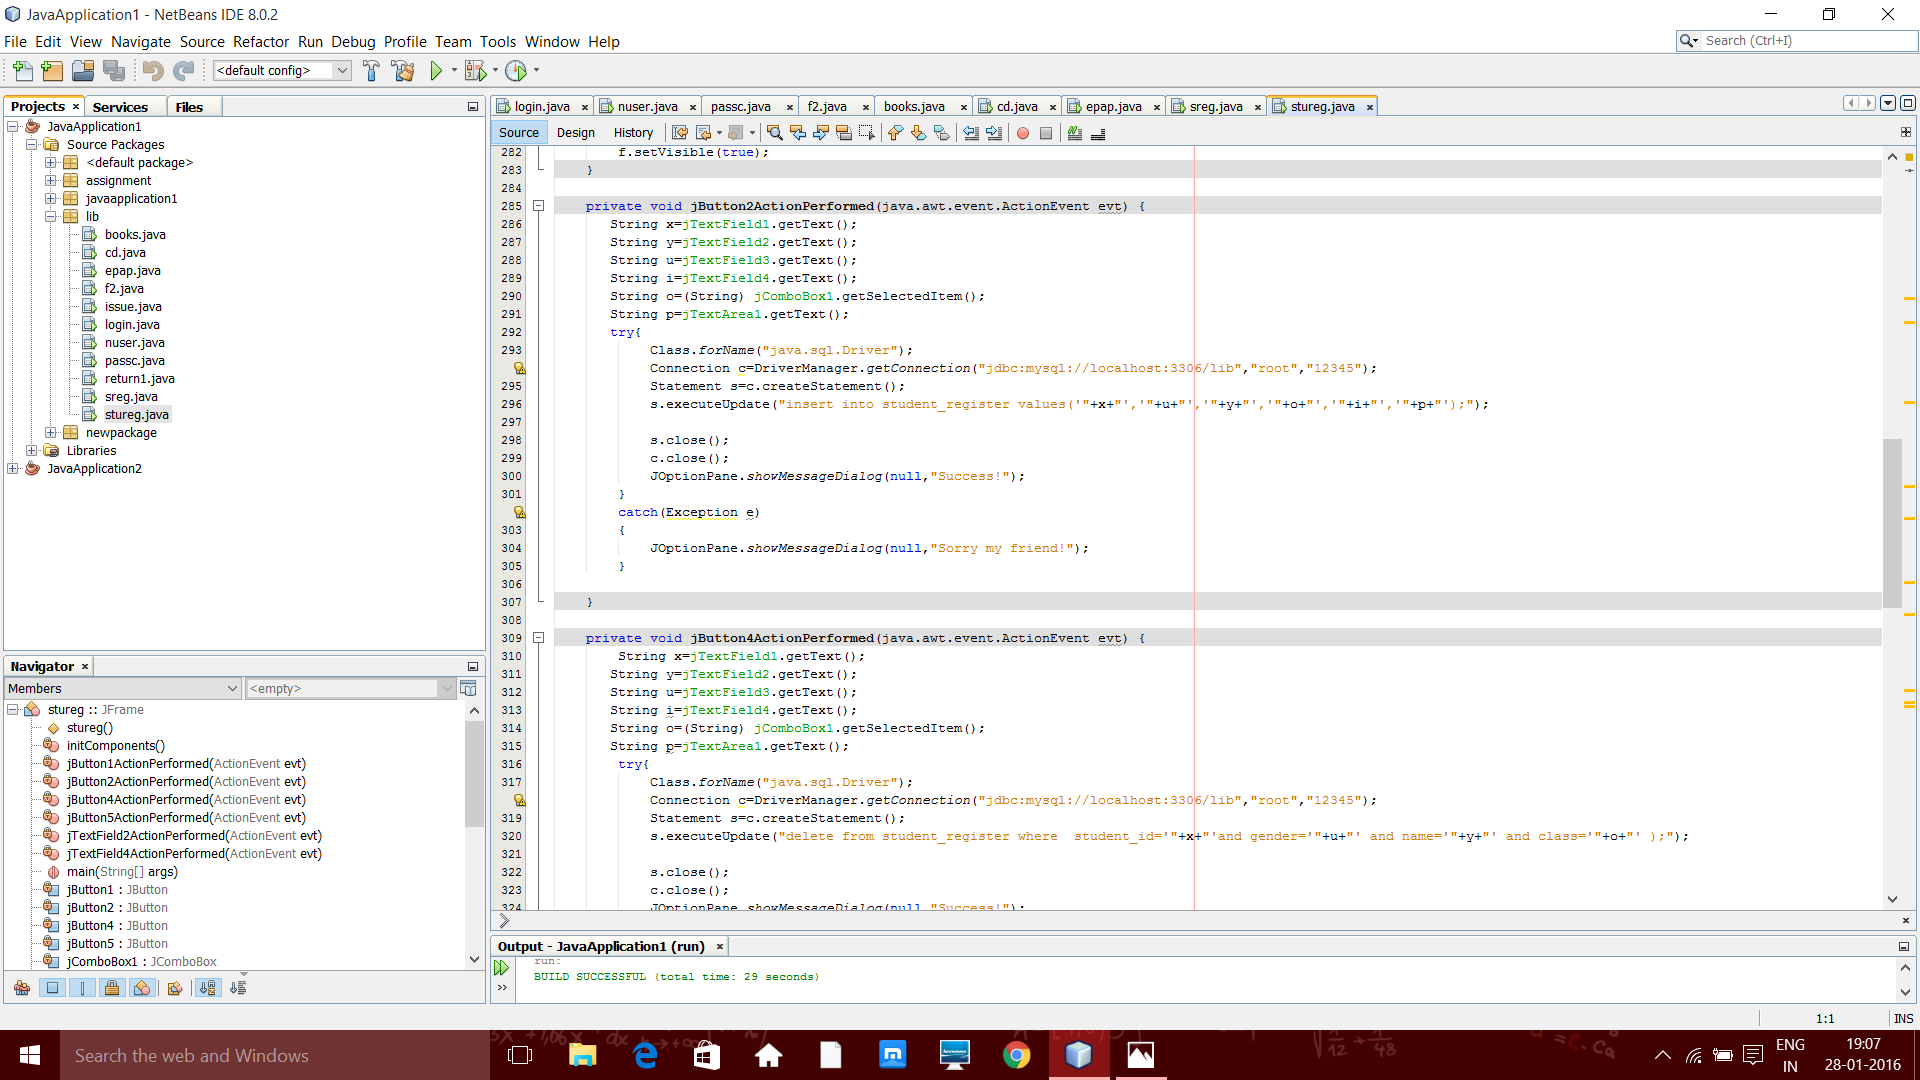 JavaApplication1 - NetBeans IDE 8.0.2
File Edit View Navigate Source Refactor Run Debug Profile Team Tools Window Help
Search (Ctrl+I)
<default config>
Projects
Services
Files
JavaApplication1
Source Packages
<default package>
assignment
javaapplication1
lib
books.java
cd.java
epap.java
f2.java
issue.java
login.java
nuser.java
passc.java
return1.java
sreg.java
stureg.java
newpackage
Libraries
JavaApplication2
Navigator
Members
<empty>
stureg :: JFrame
stureg()
initComponents()
jButton1ActionPerformed(ActionEvent evt)
jButton2ActionPerformed(ActionEvent evt)
jButton4ActionPerformed(ActionEvent evt)
jButton5ActionPerformed(ActionEvent evt)
jTextField2ActionPerformed(ActionEvent evt)
jTextField4ActionPerformed(ActionEvent evt)
main(String[] args)
jButton1 : JButton
jButton2 : JButton
jButton4 : JButton
jButton5 : JButton
jComboBox1 : JComboBox
login.java nuser.java passc.java f2.java books.java cd.java epap.java sreg.java stureg.java
Source Design History
282 f.setVisible(true);
283 }
284
285 private void jButton2ActionPerformed(java.awt.event.ActionEvent evt) {
286 String x=jTextField1.getText();
287 String y=jTextField2.getText();
288 String u=jTextField3.getText();
289 String i=jTextField4.getText();
290 String o=(String) jComboBox1.getSelectedItem();
291 String p=jTextArea1.getText();
292 try{
293 Class.forName("java.sql.Driver");
Connection c=DriverManager.getConnection("jdbc:mysql://localhost:3306/lib","root","12345");
295 Statement s=c.createStatement();
296 s.executeUpdate("insert into student_register values('"+x+"','"+u+"','"+y+"','"+o+"','"+i+"','"+p+"');");
297
298 s.close();
299 c.close();
300 JOptionPane.showMessageDialog(null,"Success!");
301 }
catch(Exception e)
303 {
304 JOptionPane.showMessageDialog(null,"Sorry my friend!");
305 }
306
307 }
308
309 private void jButton4ActionPerformed(java.awt.event.ActionEvent evt) {
310 String x=jTextField1.getText();
311 String y=jTextField2.getText();
312 String u=jTextField3.getText();
313 String i=jTextField4.getText();
314 String o=(String) jComboBox1.getSelectedItem();
315 String p=jTextArea1.getText();
316 try{
317 Class.forName("java.sql.Driver");
Connection c=DriverManager.getConnection("jdbc:mysql://localhost:3306/lib","root","12345");
319 Statement s=c.createStatement();
320 s.executeUpdate("delete from student_register where  student_id='"+x+"'and gender='"+u+"' and name='"+y+"' and class='"+o+"' );");
321
322 s.close();
323 c.close();
324 JOptionPane.showMessageDialog(null,"Success!");
Output - JavaApplication1 (run)
run:
BUILD SUCCESSFUL (total time: 29 seconds)
1:1 INS
Search the web and Windows
ENG
IN
19:07
28-01-2016